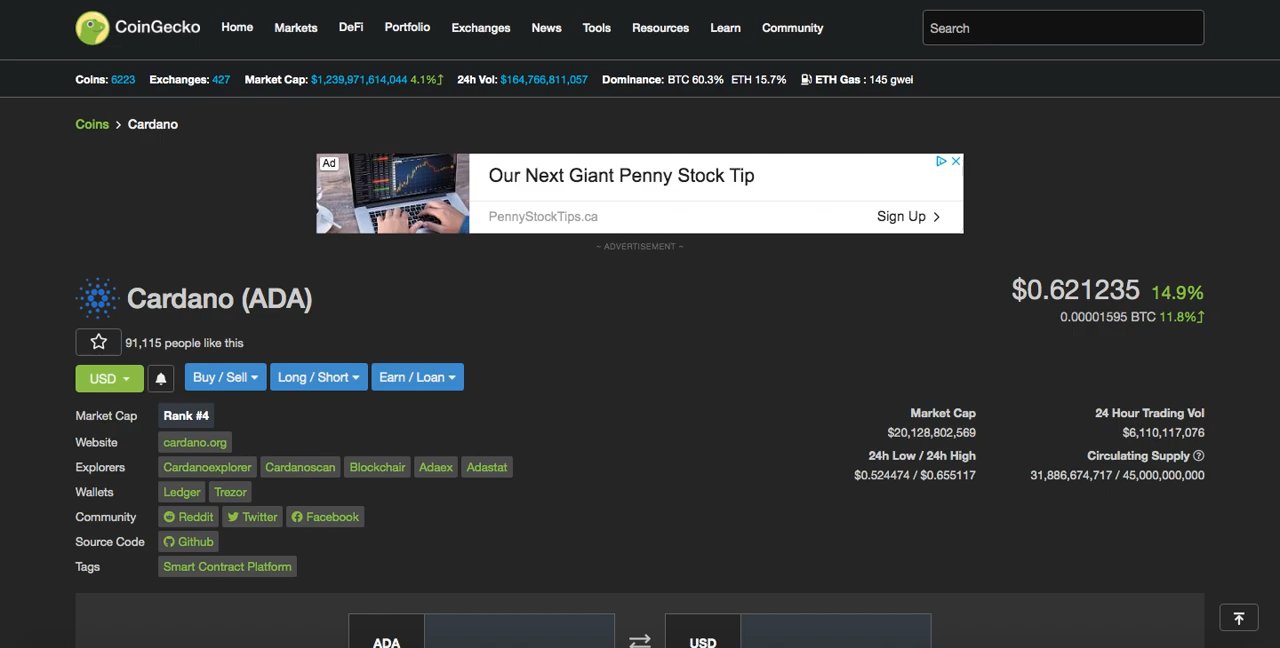 CoinGecko Home Markets DeFi Portfolio Exchanges News Tools Resources Learn Community Search
Coins: 6223 Exchanges: 427 Market Cap: $1,239,971,614,044 4.1% 24h Vol: $164,766,811,057 Dominance: BTC 60.3% ETH 15.7% ETH Gas : 145 gwei
Coins > Cardano
Ad
Our Next Giant Penny Stock Tip
PennyStockTips.ca Sign Up >
– ADVERTISEMENT –
Cardano (ADA) $0.621235 14.9%
0.00001595 BTC 11.8%
91,115 people like this
USD Buy / Sell Long / Short Earn / Loan
Market Cap Rank #4
Website cardano.org
Explorers Cardanoexplorer Cardanoscan Blockchair Adaex Adastat
Wallets Ledger Trezor
Community Reddit Twitter Facebook
Source Code Github
Tags Smart Contract Platform
Market Cap 24 Hour Trading Vol
$20,128,802,569 $6,110,117,076
24h Low / 24h High Circulating Supply
$0.524474 / $0.655117 31,886,674,717 / 45,000,000,000
ADA USD